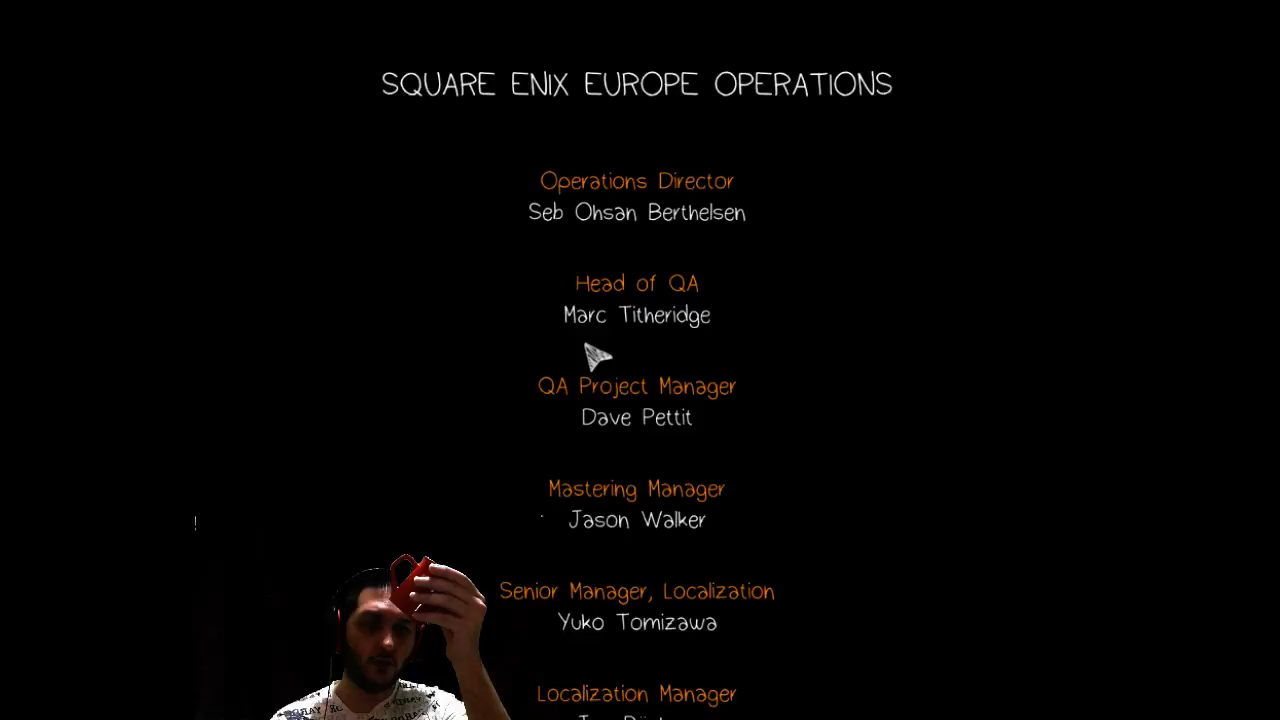 SQUARE ENIX EUROPE OPERATIONS
Operations Director
Seb Ohsan Berthelsen
Head of QA
Marc Titheridge
QA Project Manager
Dave Pettit
Mastering Manager
Jason Walker
Senior Manager, Localization
Yuko Tomizawa
Localization Manager